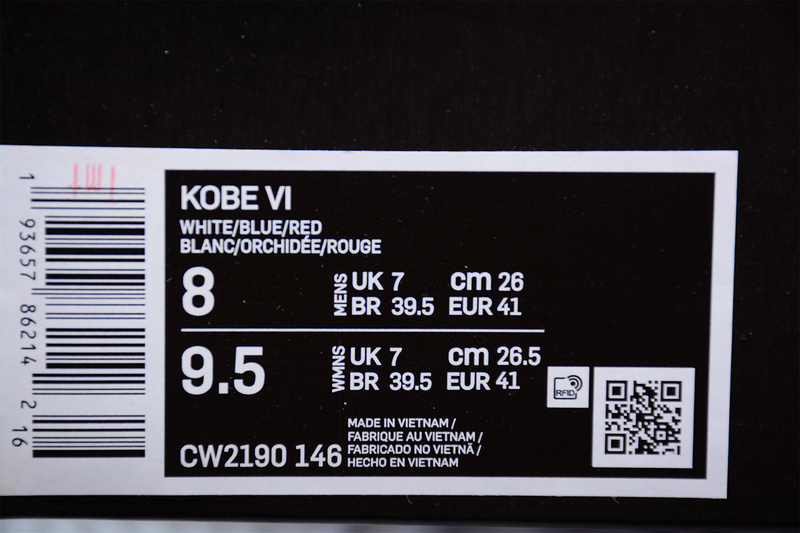 KOBE VI
WHITE/BLUE/RED
BLANC/ORCHIDÉE/ROUGE
8
MENS
UK 7 cm 26
BR 39.5 EUR 41
9.5
WMNS
UK 7 cm 26.5
BR 39.5 EUR 41
RFID
CW2190 146
MADE IN VIETNAM /
FABRIQUE AU VIETNAM /
FABRICADO NO VIETNÃ /
HECHO EN VIETNAM
1 93657 86214 2 16